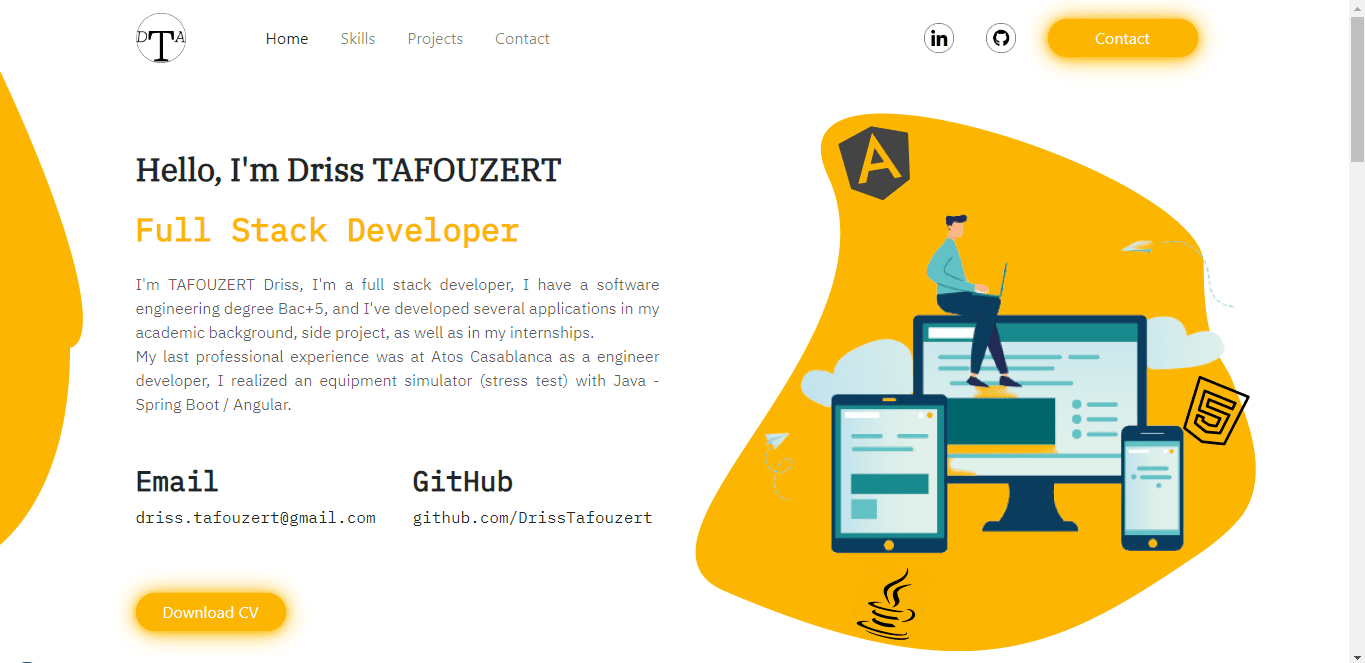 DTA
Home
Skills
Projects
Contact
in
Contact
A
Hello, I'm Driss TAFOUZERT
Full Stack Developer
I'm TAFOUZERT Driss, I'm a full stack developer, I have a software
engineering degree Bac+5, and I've developed several applications in my
academic background, side project, as well as in my internships.
My last professional experience was at Atos Casablanca as a engineer
developer, I realized an equipment simulator (stress test) with Java -
Spring Boot / Angular.
5
Email
GitHub
driss.tafouzert@gmail.com
github.com/DrissTafouzert
Download CV